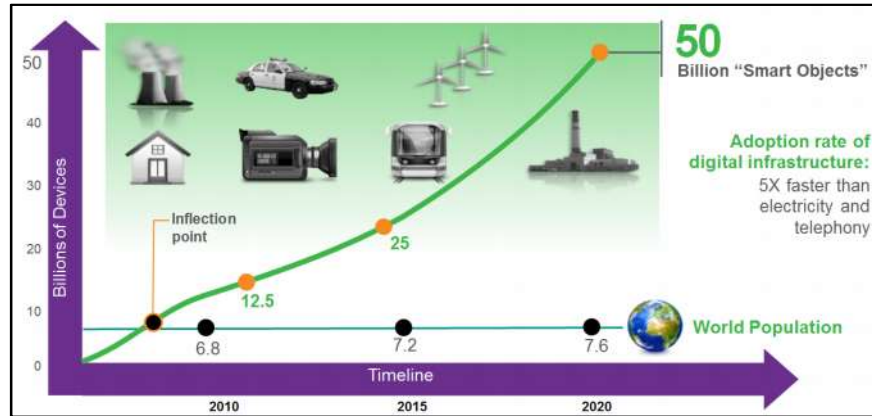 50
40
30
20
10
0
Billions of Devices
Inflection
point
12.5
25
50
Billion “Smart Objects”
Adoption rate of
digital infrastructure:
5X faster than
electricity and
telephony
6.8
7.2
7.6
World Population
Timeline
2010
2015
2020